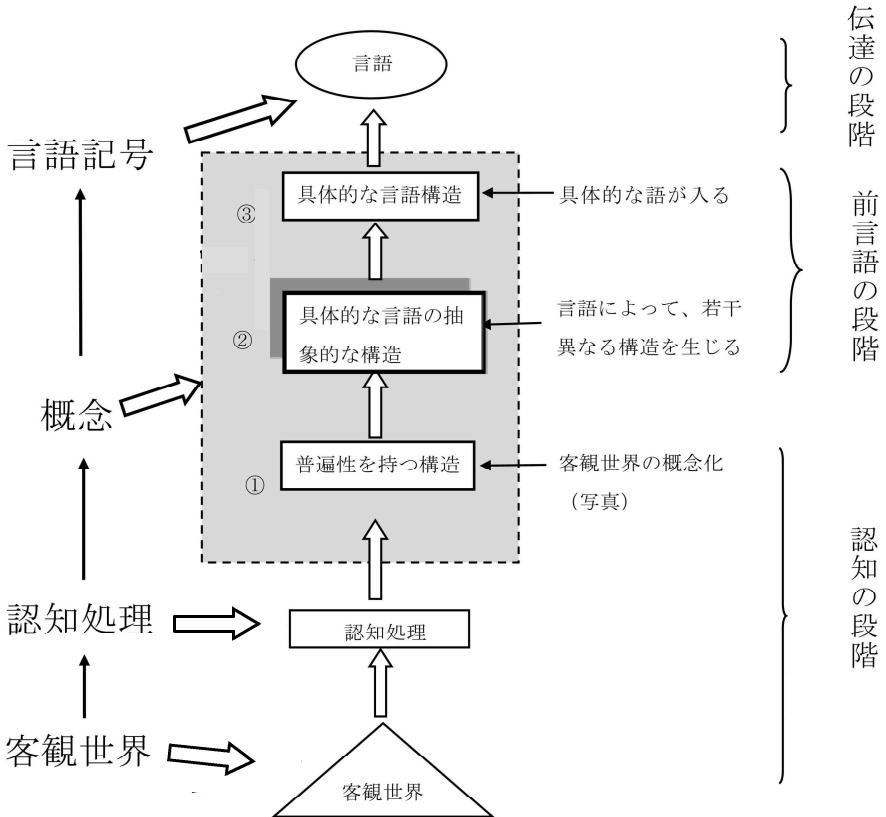 言語
伝達の段階
言語記号
③
具体的な言語構造
具体的な語が入る
前言語の段階
②
具体的な言語の抽
象的な構造
言語によって、若干
異なる構造を生じる
概念
①
普遍性を持つ構造
客観世界の概念化
(写真)
認知の段階
認知処理
認知処理
客観世界
客観世界